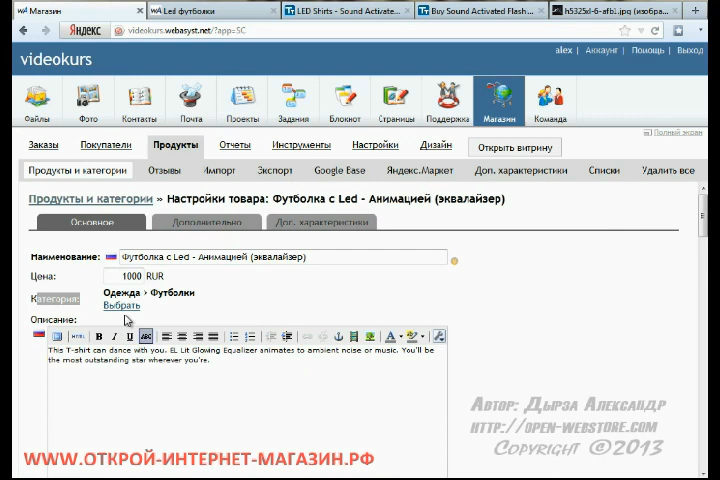 Магазин
Led футболки
LED Shirts - Sound Activate...
Buy Sound Activated Flash...
h5325xl-6-afb1.jpg (изобра...
Яндекс
videokurs.webasyst.net/?app=SC
videokurs
alex | Аккаунт | Помощь | Выход
Файлы Фото Контакты Почта Проекты Задания Блокнот Страницы Поддержка Магазин Команда
Полный экран
Заказы Покупатели Продукты Отчеты Инструменты Настройки Дизайн Открыть витрину
Продукты и категории Отзывы Импорт Экспорт Google Base Яндекс.Маркет Доп. характеристики Списки Удалить все
Продукты и категории » Настройки товара: Футболка с Led - Анимацией (эквалайзер)
Основное Дополнительно Доп. характеристики
Наименование: Футболка с Led - Анимацией (эквалайзер)
Цена: 1000 RUR
Категория: Одежда › Футболки
Выбрать
Описание:
HTML B I U ABC A
This T-shirt can dance with you. EL Lit Glowing Equalizer animates to ambient noise or music. You'll be
the most outstanding star wherever you're.
Автор: Дырза Александр
http://open-webstore.com
Copyright ©2013
WWW.ОТКРОЙ-ИНТЕРНЕТ-МАГАЗИН.РФ